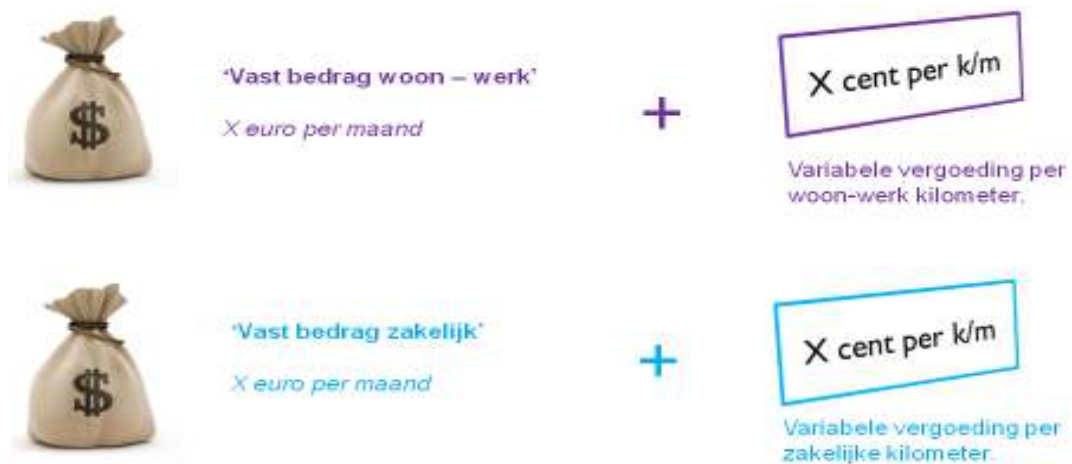 $
'Vast bedrag woon – werk'
X euro per maand
+
X cent per k/m
Variabele vergoeding per
woon-werk kilometer.
$
'Vast bedrag zakelijk'
X euro per maand
+
X cent per k/m
Variabele vergoeding per
zakelijke kilometer.